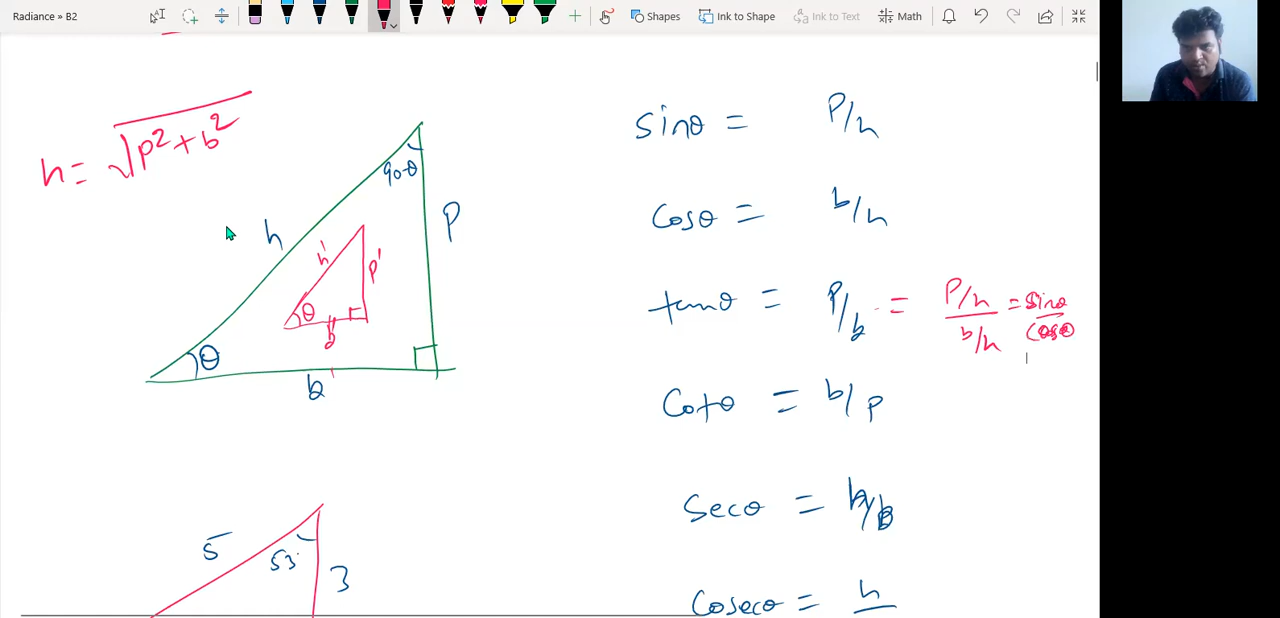 Radiance » B2
Shapes
Ink to Shape
Ink to Text
Math
h = √p² + b²
90-θ
h
p
h'
p'
θ
b
θ
b
sinθ = P/h
cosθ = b/h
tanθ = P/b = P/h / b/h = sinθ / cosθ
cotθ = b/p
secθ = h/b
cosecθ = h
5
53
3